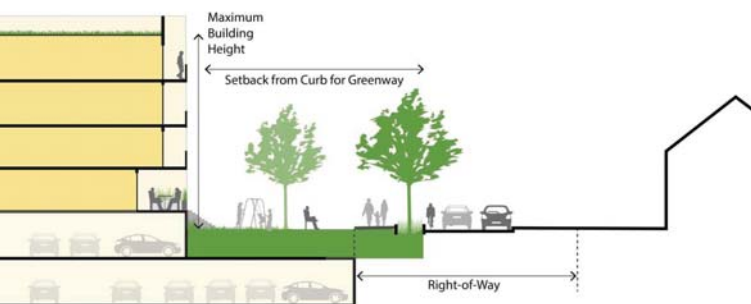 Maximum
Building
Height
Setback from Curb for Greenway
Right-of-Way